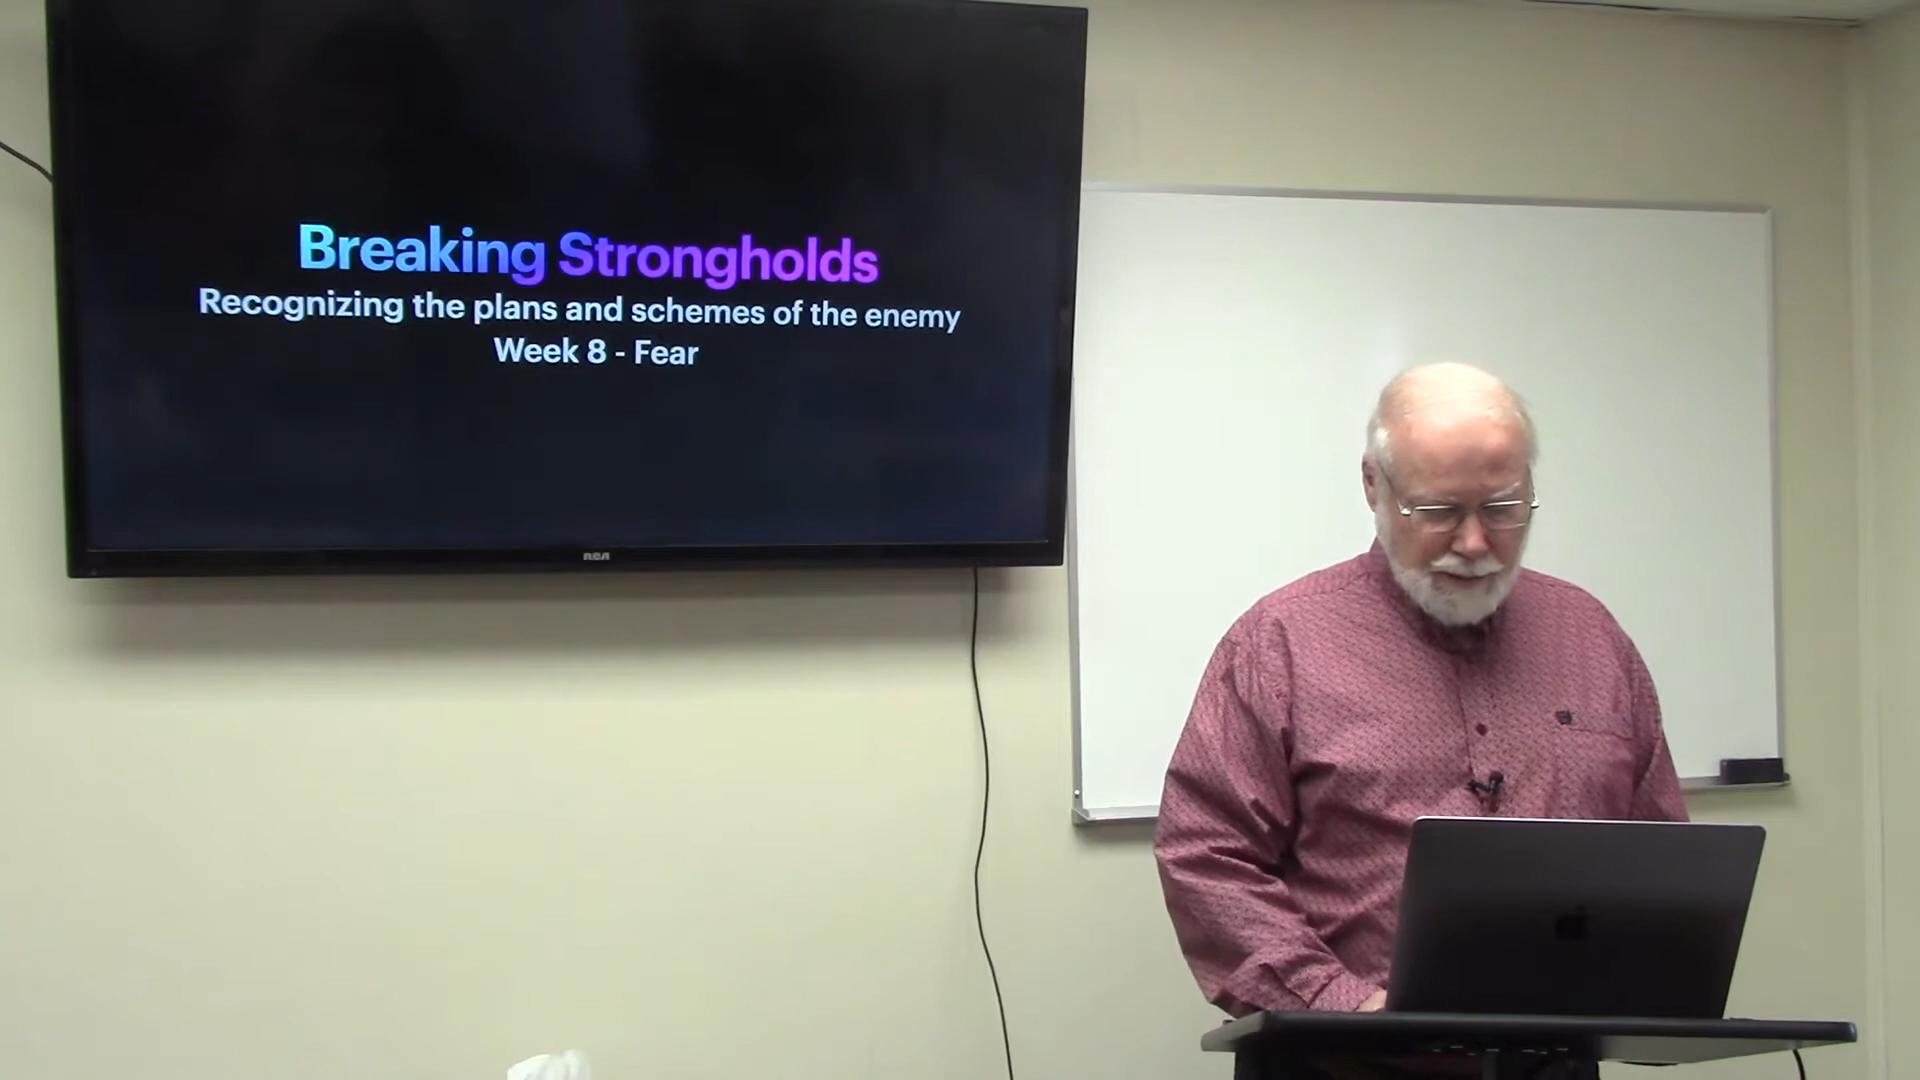 Breaking Strongholds
Recognizing the plans and schemes of the enemy
Week 8 - Fear
RCA